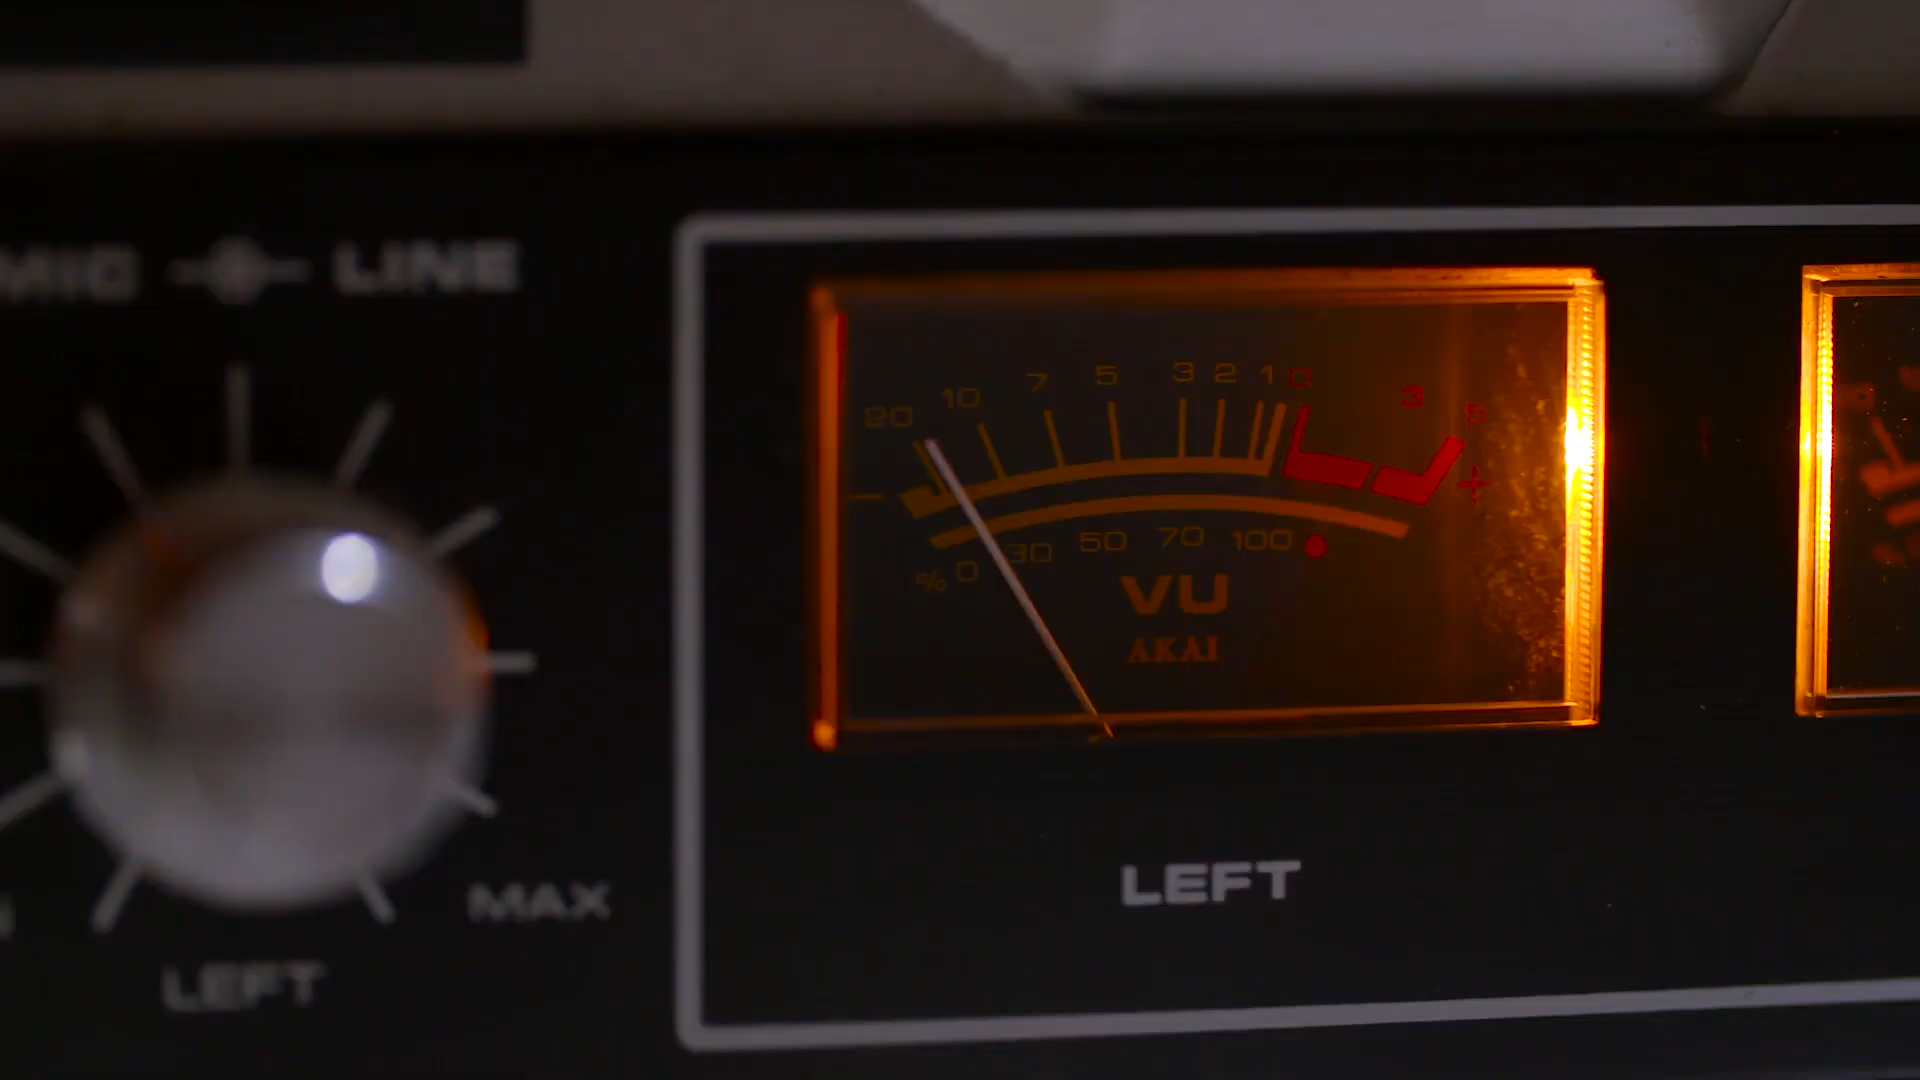 MIC LINE
20 10 7 5 3 2 1 0 3 5
- +
% 0 30 50 70 100
VU
AKAI
LEFT
MAX
LEFT